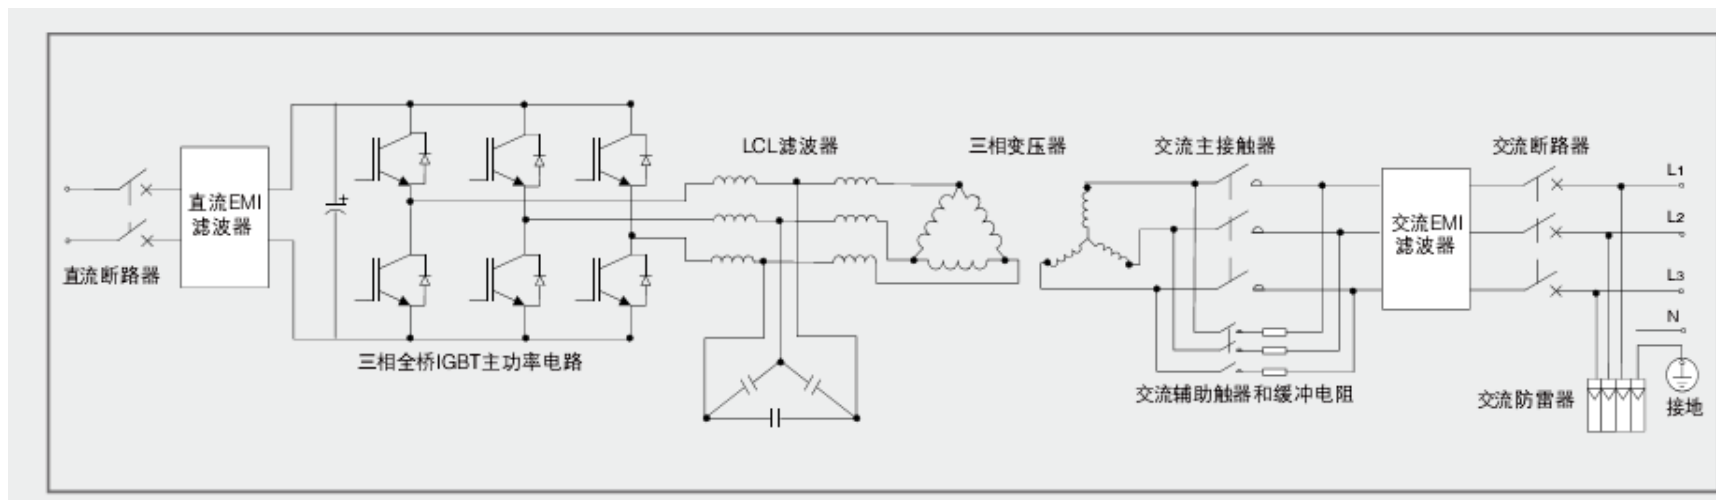 直流断路器
直流EMI
滤波器
+
三相全桥IGBT主功率电路
LCL滤波器
三相变压器
交流主接触器
交流辅助触器和缓冲电阻
交流EMI
滤波器
交流断路器
L1
L2
L3
N
交流防雷器
接地